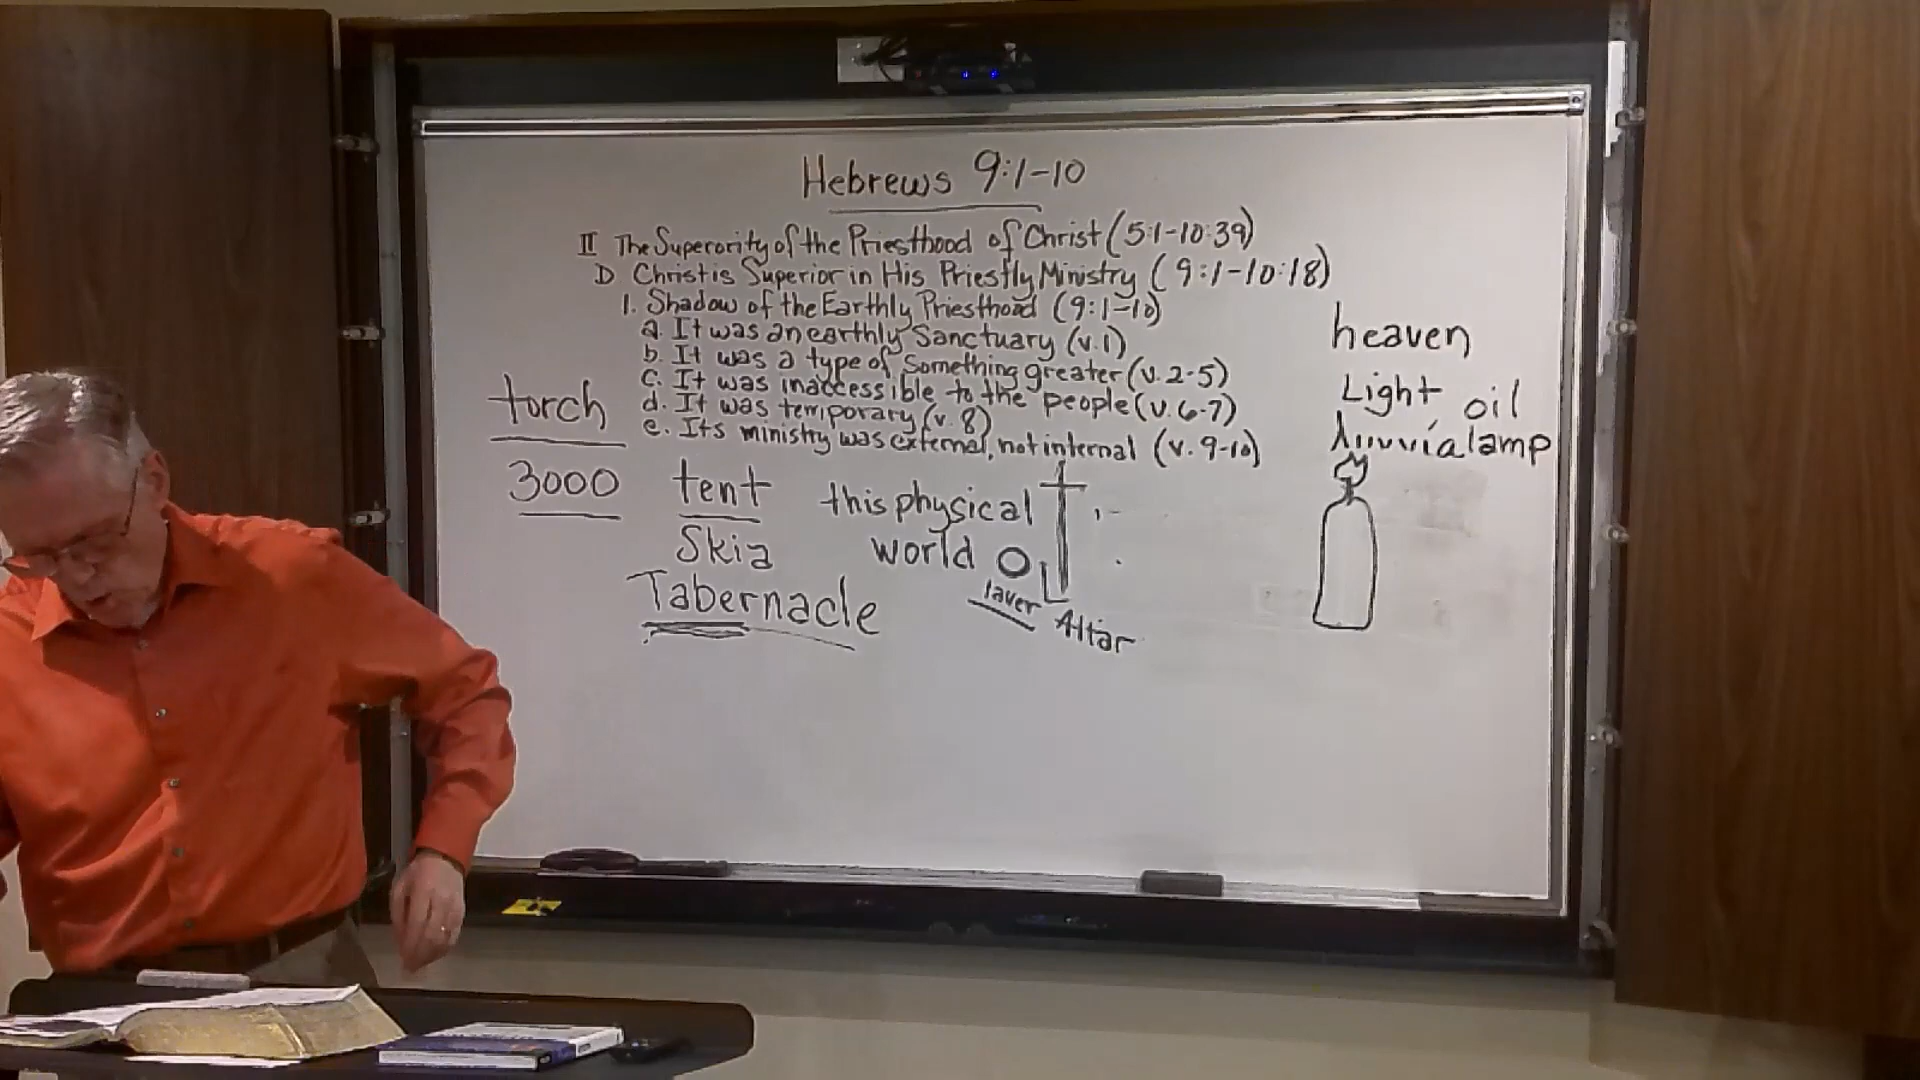 Hebrews 9:1-10
II The Superority of the Priesthood of Christ (5:1-10:39)
D Christ is Superior in His Priestly Ministry (9:1-10:18)
1. Shadow of the Earthly Priesthood (9:1-10)
a. It was an earthly Sanctuary (v.1)
b. It was a type of Something greater (v. 2-5)
c. It was inaccessible to the people (v. 6-7)
d. It was temporary (v. 8)
e. Its ministry was external, not internal (v. 9-10)
torch
3000
tent
Skia
Tabernacle
this physical
world
laver
Altar
heaven
Light
oil
lamp